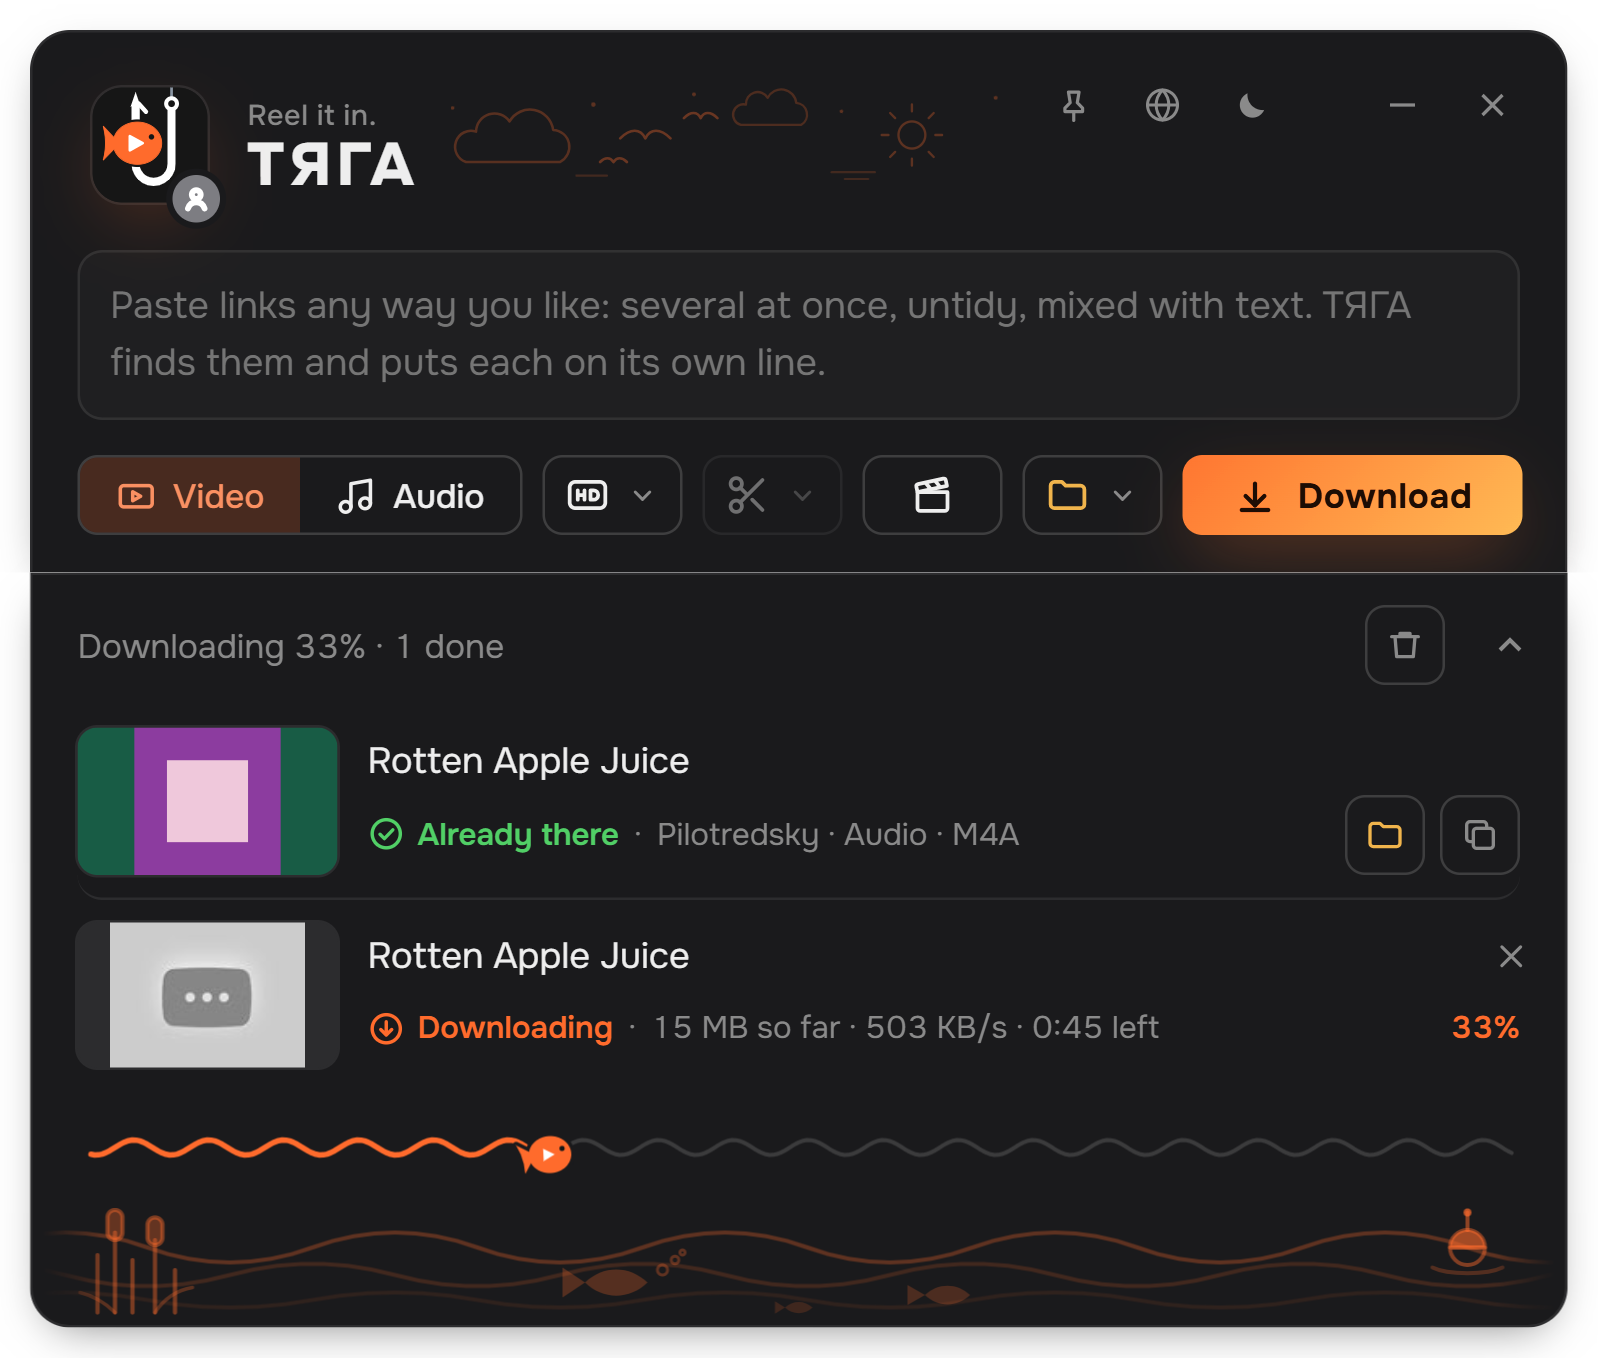 Reel it in.
ТЯГА
Paste links any way you like: several at once, untidy, mixed with text. ТЯГА
finds them and puts each on its own line.
Video Audio HD Download
Downloading 33% · 1 done
Rotten Apple Juice
Already there · Pilotredsky · Audio · M4A
Rotten Apple Juice
Downloading · 15 MB so far · 503 KB/s · 0:45 left 33%